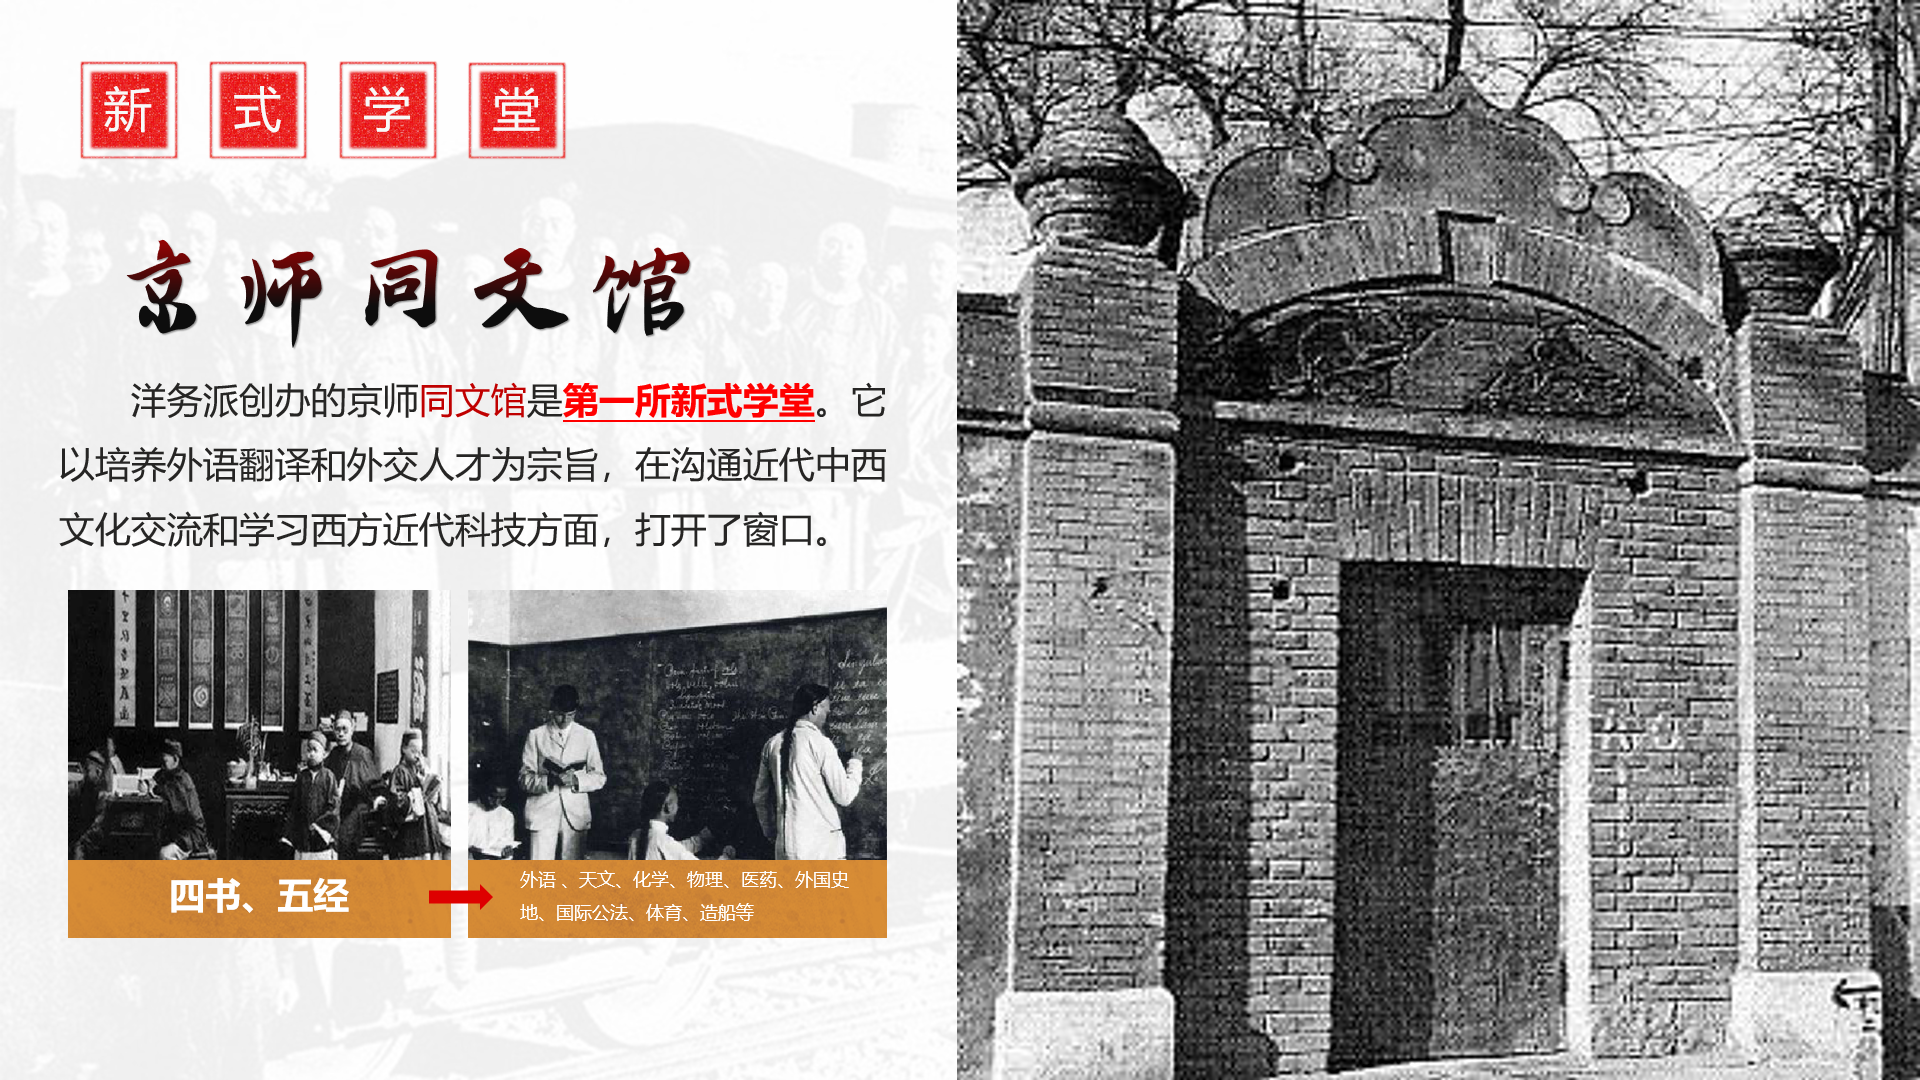 新式学堂
京师同文馆
洋务派创办的京师同文馆是第一所新式学堂。它
以培养外语翻译和外交人才为宗旨，在沟通近代中西
文化交流和学习西方近代科技方面，打开了窗口。
四书、五经
外语 、天文、化学、物理、医药、外国史
地、国际公法、体育、造船等